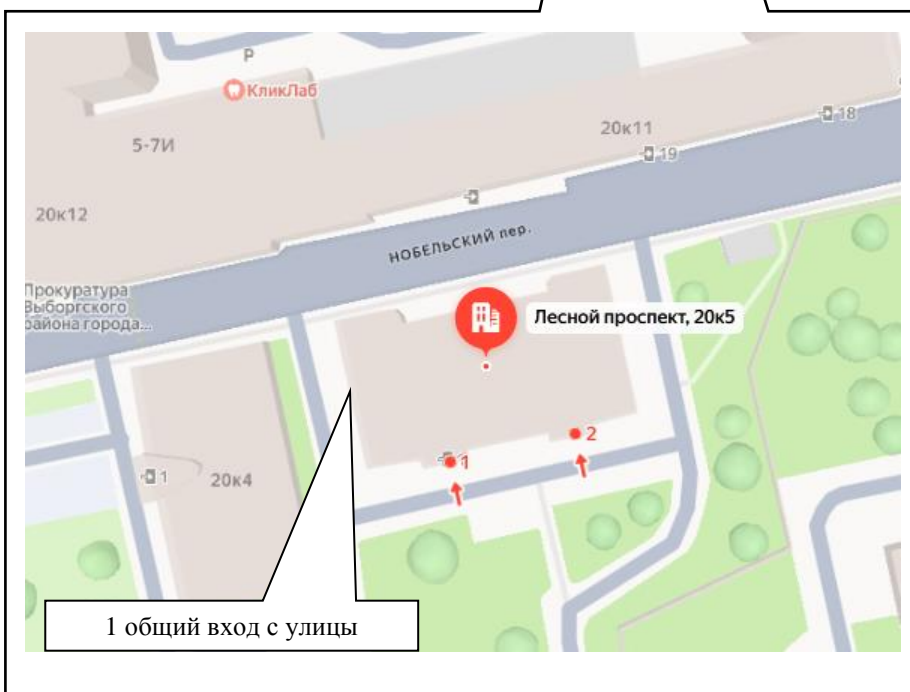 P
КликЛаб
5-7И
20к11
18
19
20к12
НОБЕЛЬСКИЙ пер.
Прокуратура
Выборгского
района города...
Лесной проспект, 20к5
2
1
1
20к4
1 общий вход с улицы